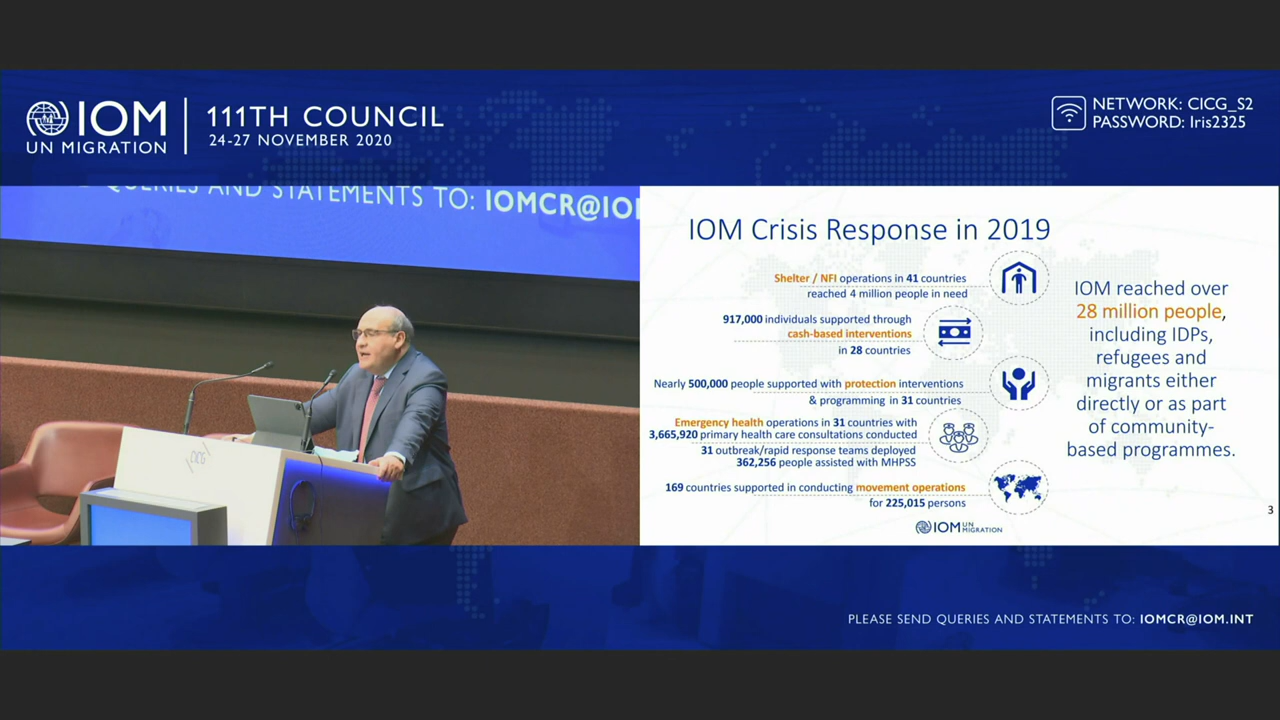 IOM
UN MIGRATION
111TH COUNCIL
24-27 NOVEMBER 2020
NETWORK: CICG_S2
PASSWORD: Iris2325
QUERIES AND STATEMENTS TO: IOMCR@IO
CICG
IOM Crisis Response in 2019
Shelter / NFI operations in 41 countries
reached 4 million people in need
917,000 individuals supported through
cash-based interventions
in 28 countries
Nearly 500,000 people supported with protection interventions
& programming in 31 countries
Emergency health operations in 31 countries with
3,665,920 primary health care consultations conducted
31 outbreak/rapid response teams deployed
362,256 people assisted with MHPSS
169 countries supported in conducting movement operations
for 225,015 persons
IOM reached over
28 million people,
including IDPs,
refugees and
migrants either
directly or as part
of community-
based programmes.
3
IOM UN MIGRATION
PLEASE SEND QUERIES AND STATEMENTS TO: IOMCR@IOM.INT